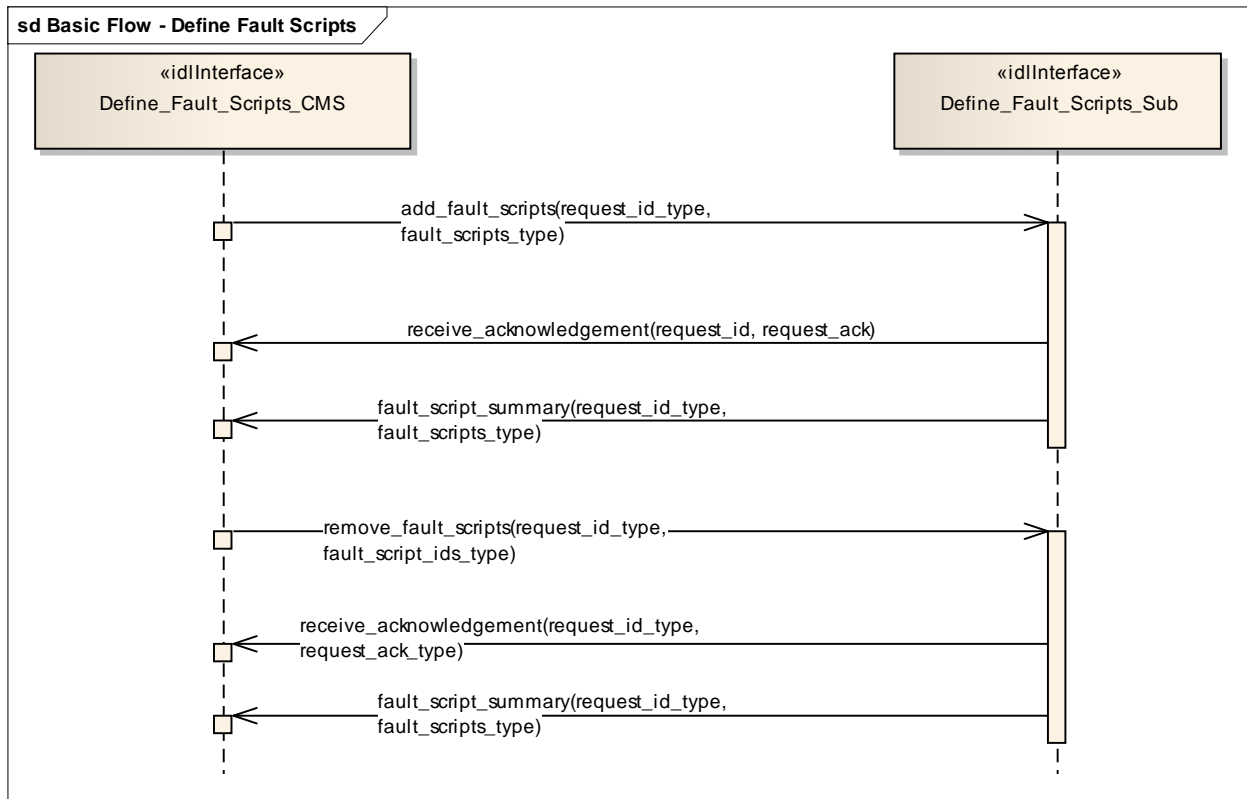 sd Basic Flow - Define Fault Scripts
«idlInterface»
Define_Fault_Scripts_CMS
«idlInterface»
Define_Fault_Scripts_Sub
add_fault_scripts(request_id_type,
fault_scripts_type)
receive_acknowledgement(request_id, request_ack)
fault_script_summary(request_id_type,
fault_scripts_type)
remove_fault_scripts(request_id_type,
fault_script_ids_type)
receive_acknowledgement(request_id_type,
request_ack_type)
fault_script_summary(request_id_type,
fault_scripts_type)